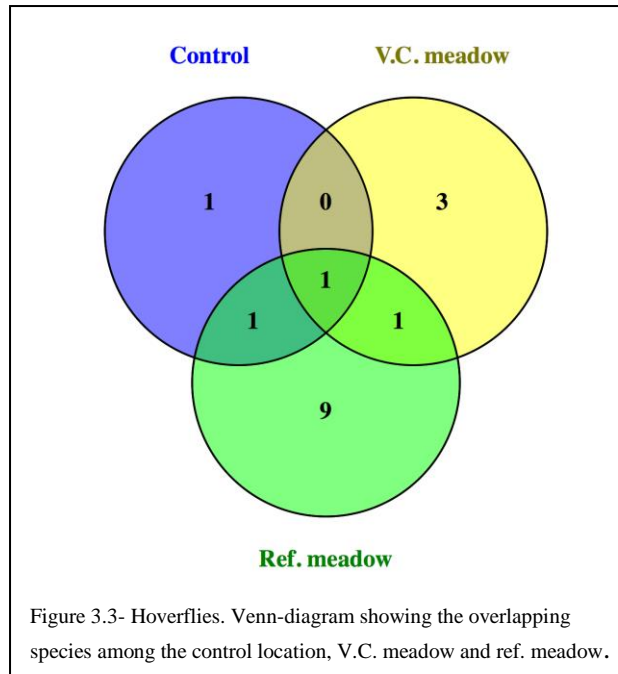 Control V.C. meadow
1 0 3
1
1 1
9
Ref. meadow
Figure 3.3- Hoverflies. Venn-diagram showing the overlapping
species among the control location, V.C. meadow and ref. meadow.